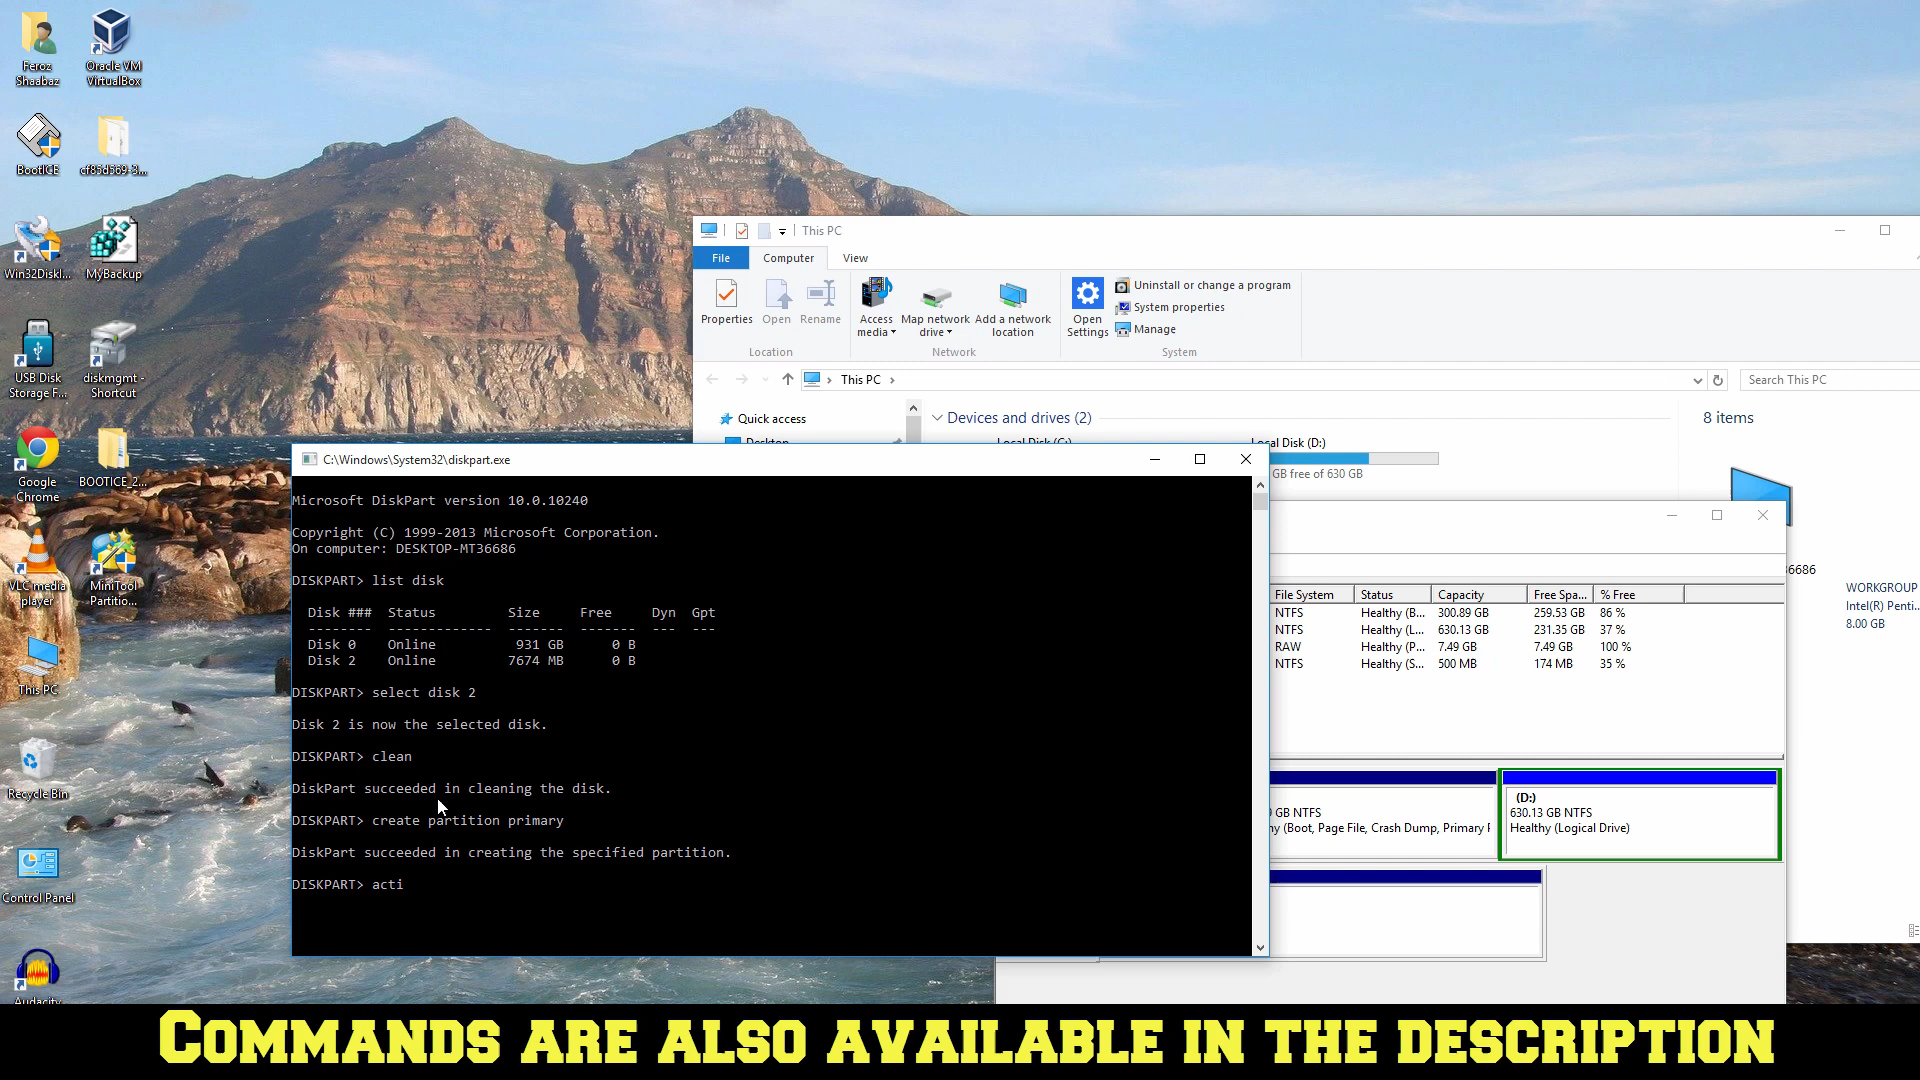 Feroz
Shaabaz
Oracle VM
VirtualBox
BootICE
cf85d569-3...
Win32DiskI...
MyBackup
USB Disk
Storage F...
diskmgmt -
Shortcut
Google
Chrome
BOOTICE_2...
VLC media
player
MiniTool
Partitio...
This PC
Recycle Bin
Control Panel
Audacity
This PC
File
Computer
View
Properties
Open
Rename
Location
Access
media
Map network
drive
Add a network
location
Network
Open
Settings
Uninstall or change a program
System properties
Manage
System
This PC
Search This PC
Quick access
Desktop
Devices and drives (2)
Local Disk (C:)
Local Disk (D:)
GB free of 630 GB
8 items
6686
WORKGROUP
Intel(R) Penti...
8.00 GB
C:\Windows\System32\diskpart.exe
Microsoft DiskPart version 10.0.10240
Copyright (C) 1999-2013 Microsoft Corporation.
On computer: DESKTOP-MT36686
DISKPART> list disk
Disk ### Status Size Free Dyn Gpt
-------- ------------- ------- ------- --- ---
Disk 0 Online 931 GB 0 B
Disk 2 Online 7674 MB 0 B
DISKPART> select disk 2
Disk 2 is now the selected disk.
DISKPART> clean
DiskPart succeeded in cleaning the disk.
DISKPART> create partition primary
DiskPart succeeded in creating the specified partition.
DISKPART> acti
File System Status Capacity Free Spa... % Free
NTFS Healthy (B... 300.89 GB 259.53 GB 86 %
NTFS Healthy (L... 630.13 GB 231.35 GB 37 %
RAW Healthy (P... 7.49 GB 7.49 GB 100 %
NTFS Healthy (S... 500 MB 174 MB 35 %
GB NTFS
hy (Boot, Page File, Crash Dump, Primary P
(D:)
630.13 GB NTFS
Healthy (Logical Drive)
COMMANDS ARE ALSO AVAILABLE IN THE DESCRIPTION